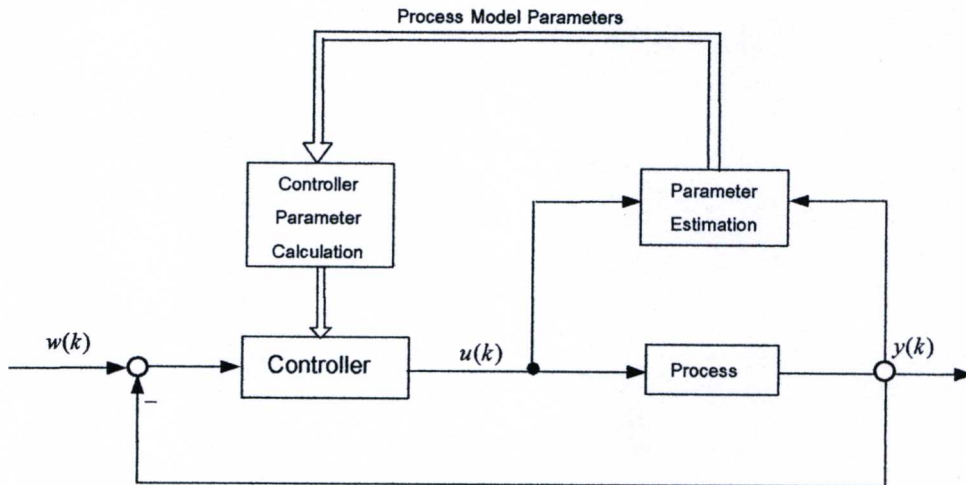 Process Model Parameters
Controller
Parameter
Calculation
Parameter
Estimation
w(k)
Controller
u(k)
Process
y(k)
−